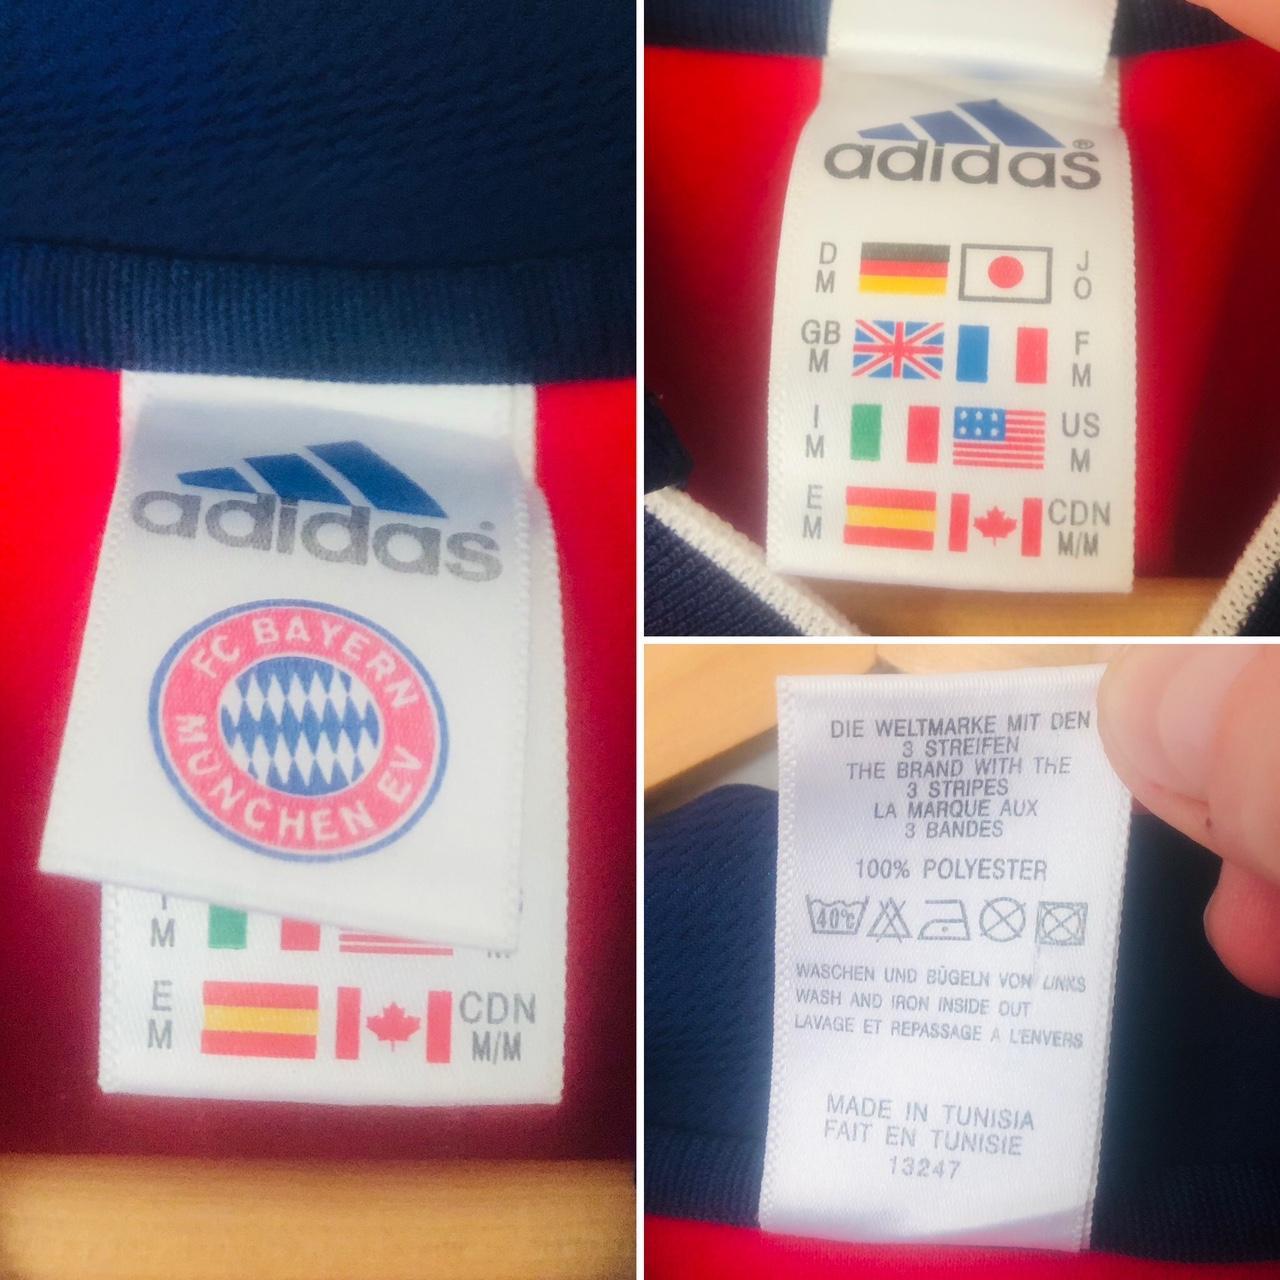 adidas
FC BAYERN
MÜNCHEN EV
I
M
M
E
M
CDN
M/M
adidas®
D
M
J
O
GB
M
F
M
I
M
US
M
E
M
CDN
M/M
DIE WELTMARKE MIT DEN
3 STREIFEN
THE BRAND WITH THE
3 STRIPES
LA MARQUE AUX
3 BANDES
100% POLYESTER
40°C
WASCHEN UND BÜGELN VON LINKS
WASH AND IRON INSIDE OUT
LAVAGE ET REPASSAGE A L'ENVERS
MADE IN TUNISIA
FAIT EN TUNISIE
13247